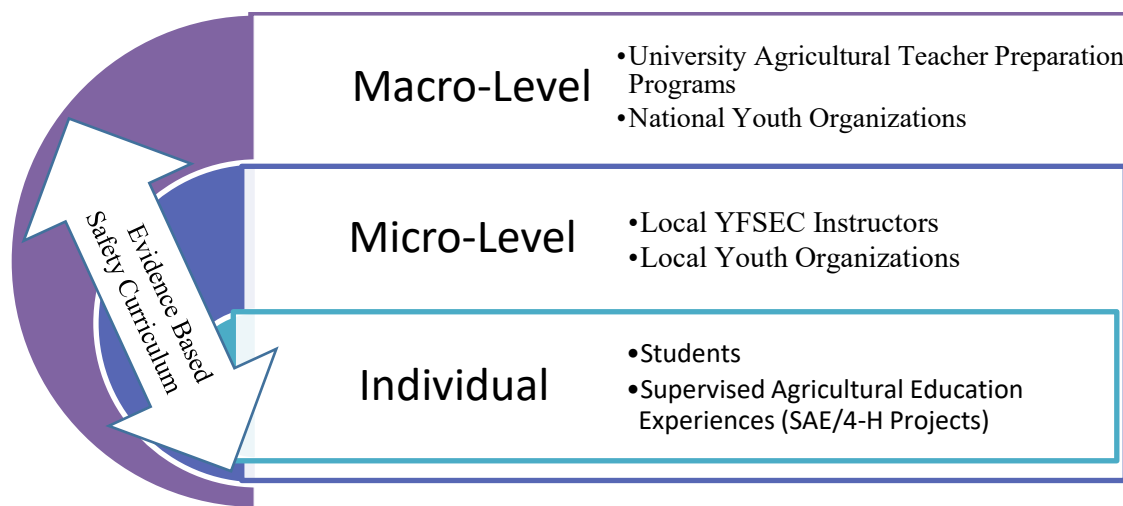 Macro-Level
•University Agricultural Teacher Preparation
Programs
•National Youth Organizations
Evidence Based
Safety Curriculum
Micro-Level
•Local YFSEC Instructors
•Local Youth Organizations
Individual
•Students
•Supervised Agricultural Education
Experiences (SAE/4-H Projects)